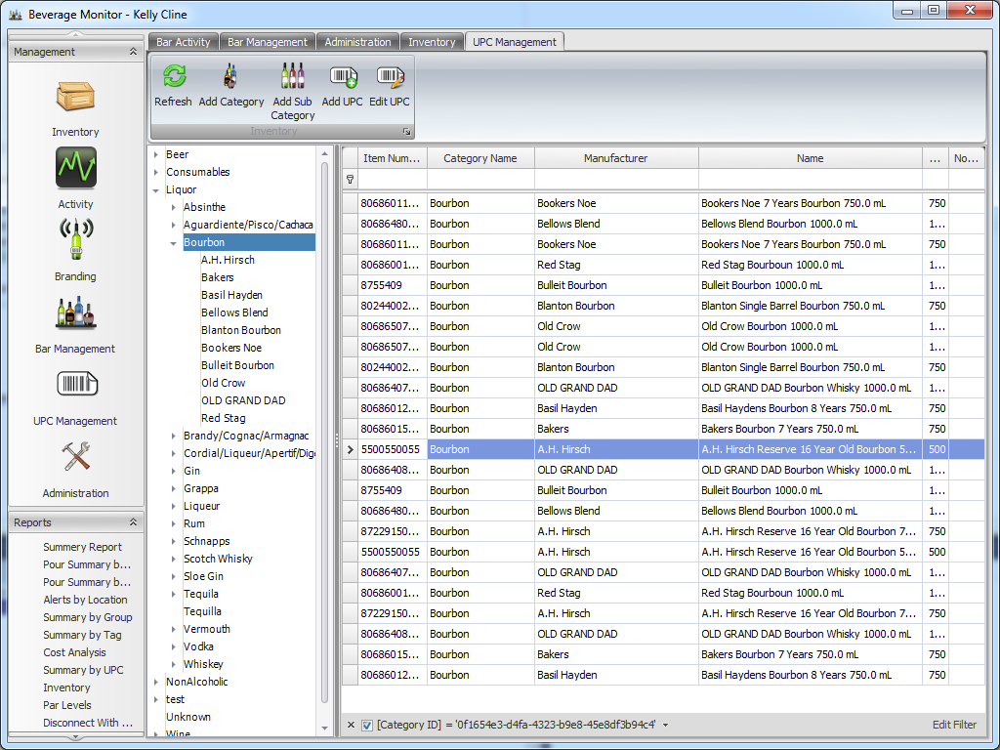 Beverage Monitor - Kelly Cline
Management
Inventory
Activity
Branding
Bar Management
UPC Management
Administration
Reports
Summery Report
Pour Summary b...
Pour Summary b...
Alerts by Location
Summary by Group
Summary by Tag
Cost Analysis
Summary by UPC
Inventory
Par Levels
Disconnect With ...
Bar Activity Bar Management Administration Inventory UPC Management
Refresh Add Category Add Sub Category Add UPC Edit UPC
Inventory
Beer
Consumables
Liquor
Absinthe
Aguardiente/Pisco/Cachaca
Bourbon
A.H. Hirsch
Bakers
Basil Hayden
Bellows Blend
Blanton Bourbon
Bookers Noe
Bulleit Bourbon
Old Crow
OLD GRAND DAD
Red Stag
Brandy/Cognac/Armagnac
Cordial/Liqueur/Apertif/Dige
Gin
Grappa
Liqueur
Rum
Schnapps
Scotch Whisky
Sloe Gin
Tequila
Tequilla
Vermouth
Vodka
Whiskey
NonAlcoholic
test
Unknown
Wine
Item Num... Category Name Manufacturer Name ... No...
80686011... Bourbon Bookers Noe Bookers Noe 7 Years Bourbon 750.0 mL 750
80686480... Bourbon Bellows Blend Bellows Blend Bourbon 1000.0 mL 1...
80686011... Bourbon Bookers Noe Bookers Noe 7 Years Bourbon 750.0 mL 750
80686001... Bourbon Red Stag Red Stag Bourboun 1000.0 mL 1...
8755409 Bourbon Bulleit Bourbon Bulleit Bourbon 1000.0 mL 1...
80244002... Bourbon Blanton Bourbon Blanton Single Barrel Bourbon 750.0 mL 750
80686507... Bourbon Old Crow Old Crow Bourbon 1000.0 mL 1...
80686507... Bourbon Old Crow Old Crow Bourbon 1000.0 mL 1...
80244002... Bourbon Blanton Bourbon Blanton Single Barrel Bourbon 750.0 mL 750
80686407... Bourbon OLD GRAND DAD OLD GRAND DAD Bourbon Whisky 1000.0 mL 1...
80686012... Bourbon Basil Hayden Basil Haydens Bourbon 8 Years 750.0 mL 750
80686015... Bourbon Bakers Bakers Bourbon 7 Years 750.0 mL 750
5500550055 Bourbon A.H. Hirsch A.H. Hirsch Reserve 16 Year Old Bourbon 5... 500
80686408... Bourbon OLD GRAND DAD OLD GRAND DAD Bourbon Whisky 1000.0 mL 1...
8755409 Bourbon Bulleit Bourbon Bulleit Bourbon 1000.0 mL 1...
80686480... Bourbon Bellows Blend Bellows Blend Bourbon 1000.0 mL 1...
87229150... Bourbon A.H. Hirsch A.H. Hirsch Reserve 16 Year Old Bourbon 7... 750
5500550055 Bourbon A.H. Hirsch A.H. Hirsch Reserve 16 Year Old Bourbon 5... 500
80686407... Bourbon OLD GRAND DAD OLD GRAND DAD Bourbon Whisky 1000.0 mL 1...
80686001... Bourbon Red Stag Red Stag Bourboun 1000.0 mL 1...
87229150... Bourbon A.H. Hirsch A.H. Hirsch Reserve 16 Year Old Bourbon 7... 750
80686408... Bourbon OLD GRAND DAD OLD GRAND DAD Bourbon Whisky 1000.0 mL 1...
80686015... Bourbon Bakers Bakers Bourbon 7 Years 750.0 mL 750
80686012... Bourbon Basil Hayden Basil Haydens Bourbon 8 Years 750.0 mL 750
[Category ID] = '0f1654e3-d4fa-4323-b9e8-45e8df3b94c4' Edit Filter